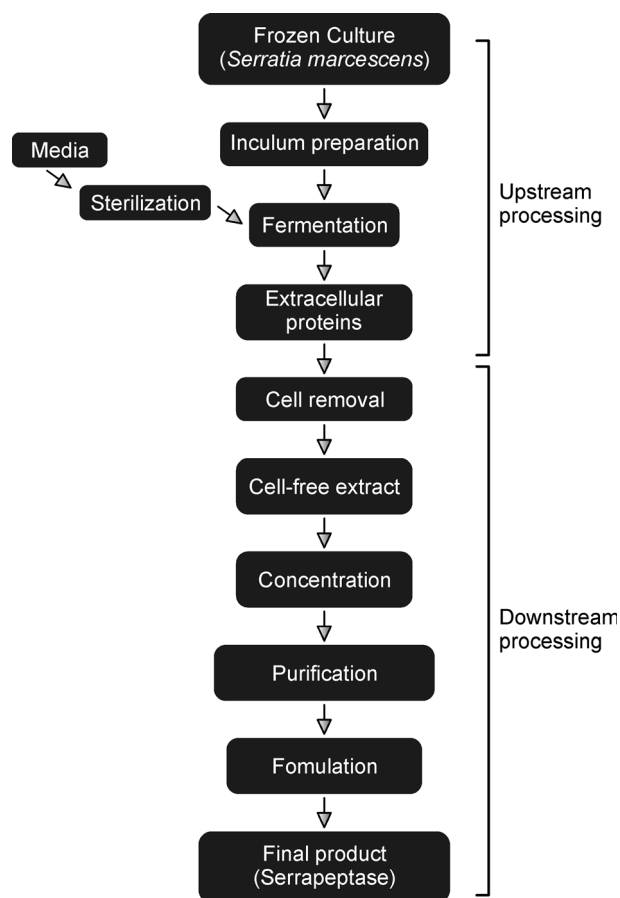 Frozen Culture
(Serratia marcescens)
Inculum preparation
Media
Sterilization
Fermentation
Extracellular
proteins
Upstream
processing
Cell removal
Cell-free extract
Concentration
Purification
Fomulation
Final product
(Serrapeptase)
Downstream
processing